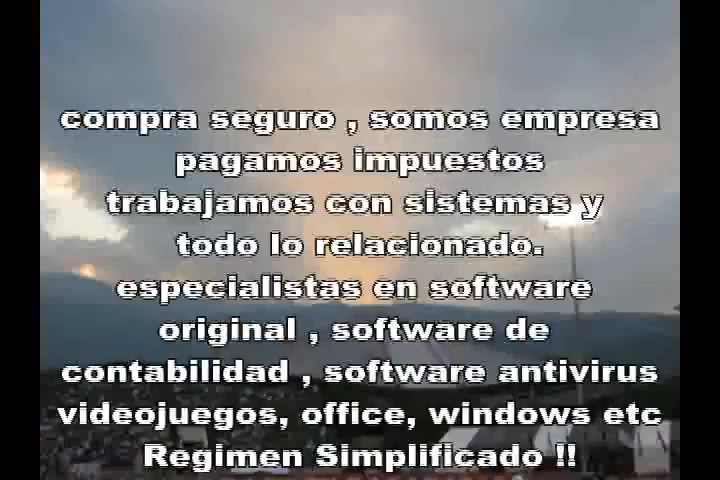 compra seguro , somos empresa
pagamos impuestos
trabajamos con sistemas y
todo lo relacionado.
especialistas en software
original , software de
contabilidad , software antivirus
videojuegos, office, windows etc
Regimen Simplificado !!